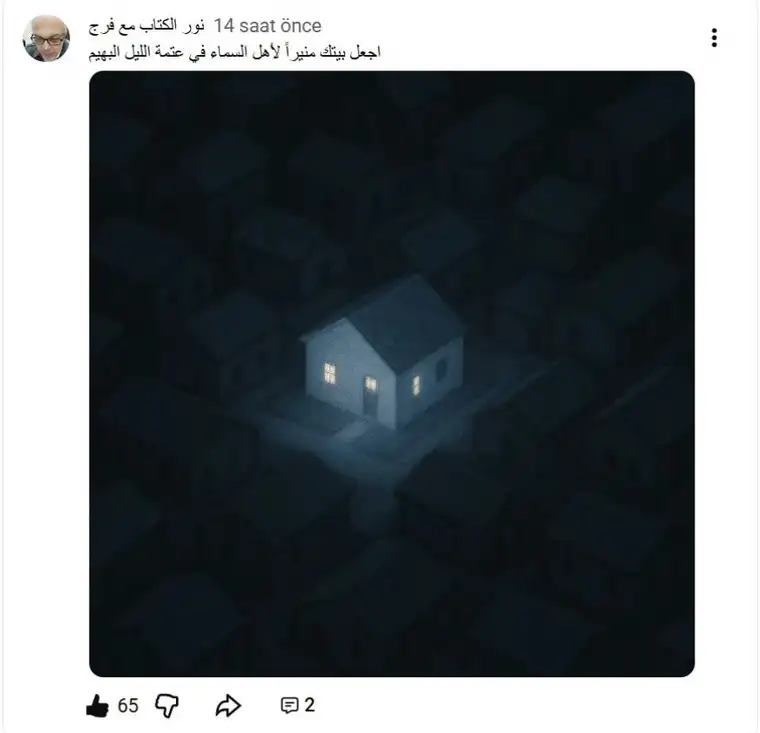 نور الكتاب مع فرج 14 saat önce
اجعل بيتك منيراً لأهل السماء في عتمة الليل البهيم
65 2